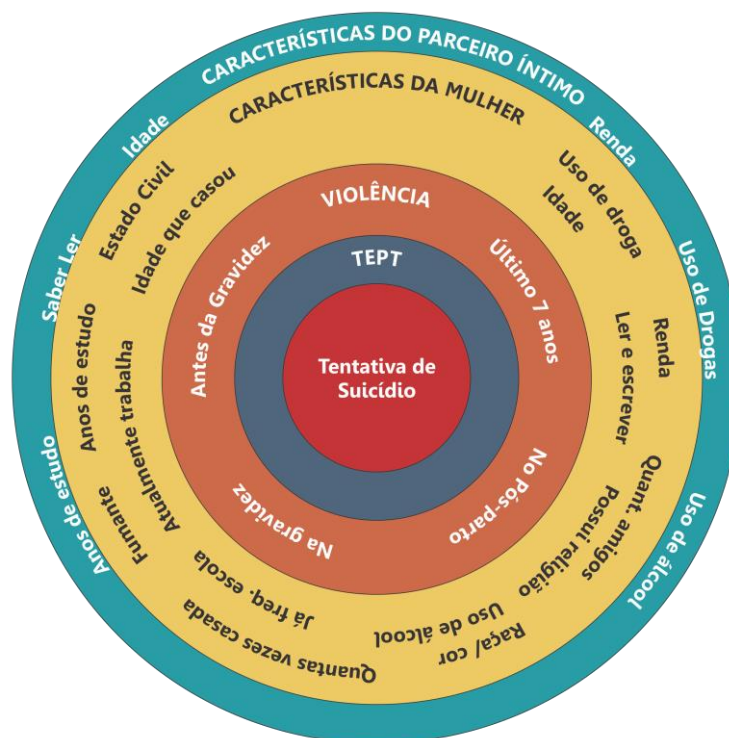 CARACTERÍSTICAS DO PARCEIRO ÍNTIMO
Idade
Renda
Saber Ler
Uso de Drogas
Anos de estudo
Uso de álcool
CARACTERÍSTICAS DA MULHER
Estado Civil
Idade que casou
Uso de droga
Idade
Anos de estudo
Atualmente trabalha
Renda
Ler e escrever
Fumante
Quant. amigos
Possui religião
Já freq. escola
Quantas vezes casada
Uso de álcool
Raça/ cor
VIOLÊNCIA
Antes da Gravidez
Último 7 anos
Na gravidez
No Pós-parto
TEPT
Tentativa de
Suicídio